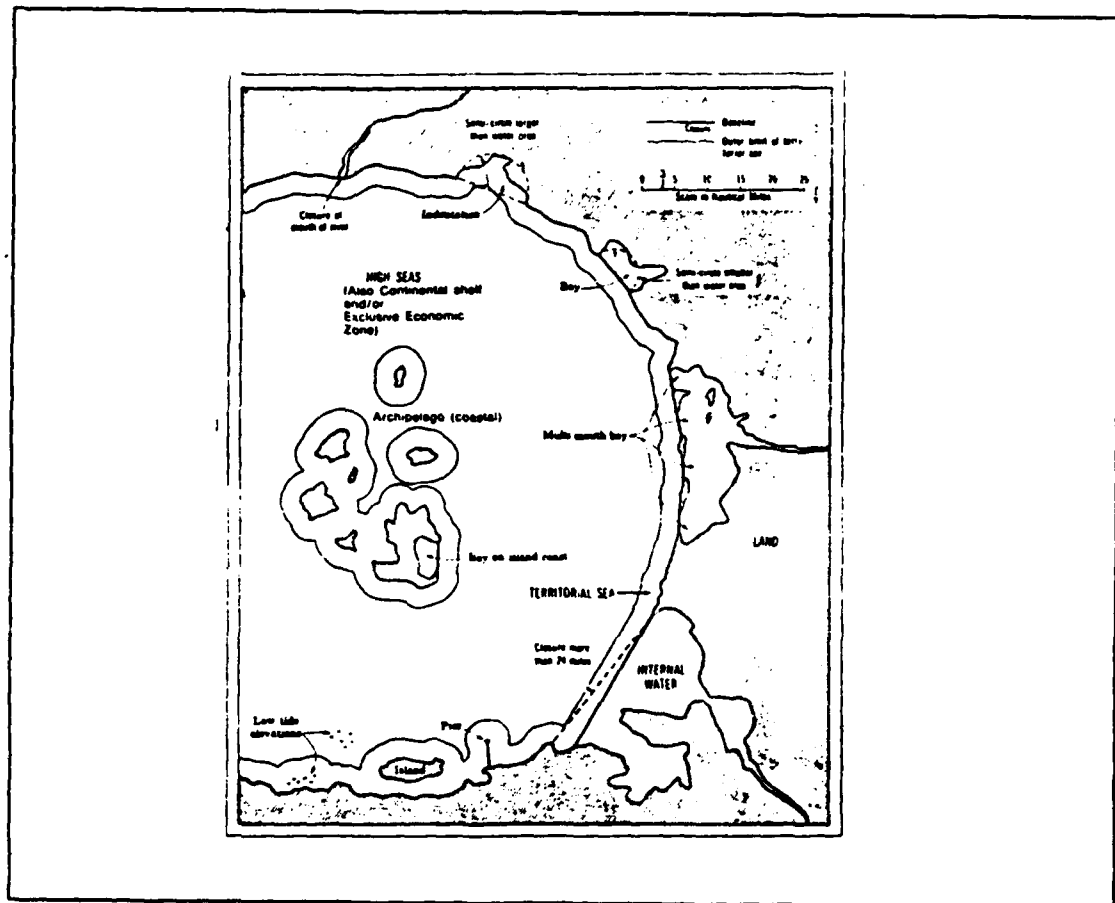 Semi-circle larger
than water area
Baseline
Closure
Outer limit of terri-
torial sea
0 3 5 10 15 20 25
Scale in Nautical Miles
Closure at
mouth of river
Indentation
HIGH SEAS
(Also Continental shelf
and/or
Exclusive Economic
Zone)
Bay
Semi-circle smaller
than water area
Archipelago (coastal)
Multi mouth bay
LAND
Bay on island coast
TERRITORIAL SEA
Closure more
than 24 miles
INTERNAL
WATER
Low tide
elevations
Pier
Island